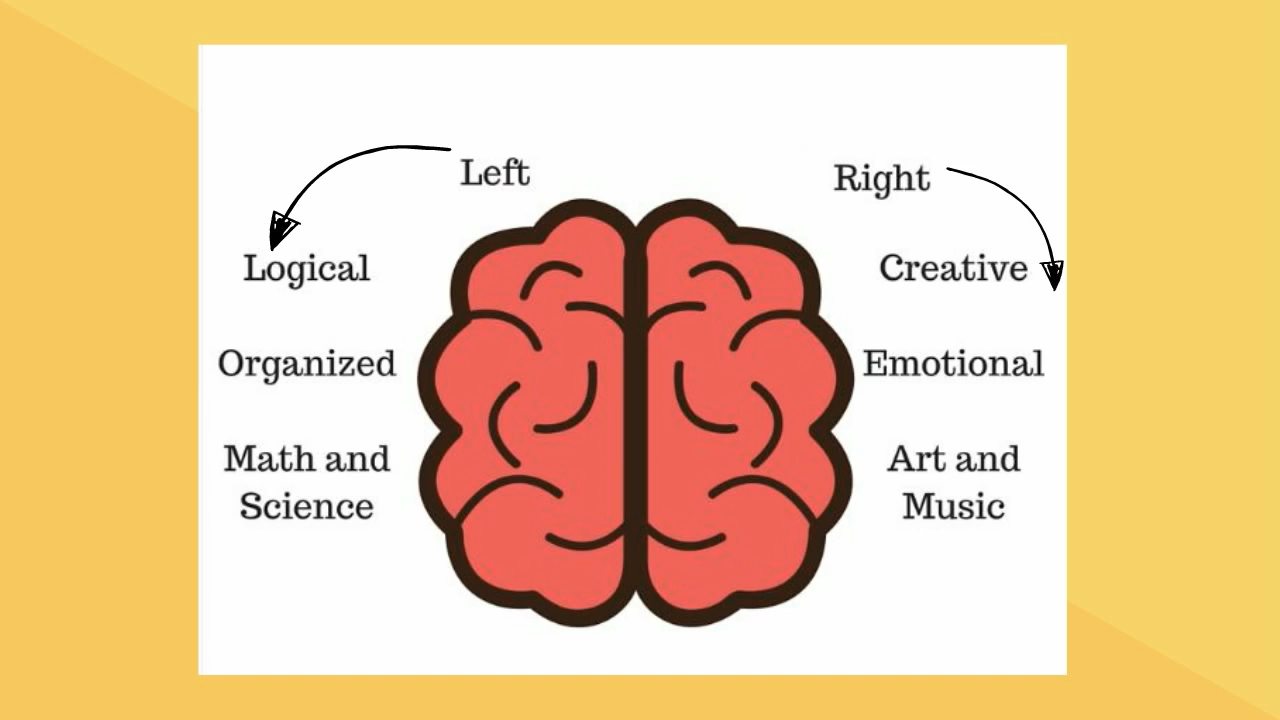 Left
Logical
Organized
Math and
Science
Right
Creative
Emotional
Art and
Music